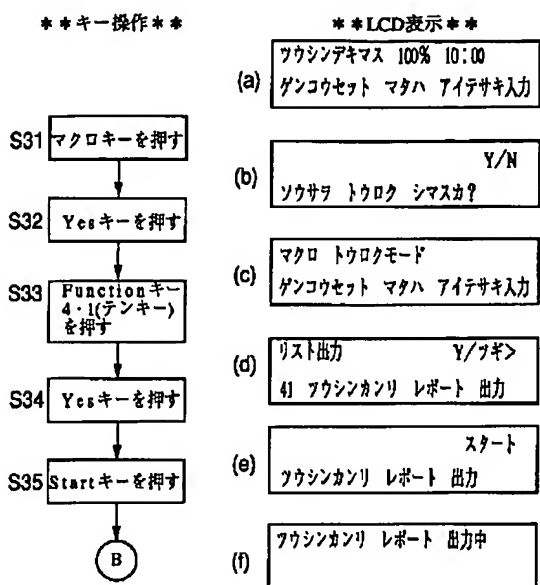 ＊＊キー操作＊＊
S31 マクロキーを押す
S32 Yesキーを押す
S33 Functionキー
4・1(テンキー)
を押す
S34 Yesキーを押す
S35 Startキーを押す
B
＊＊LCD表示＊＊
(a) ツウシンデキマス 100% 10:00
ゲンコウセット マタハ アイテサキ入力
(b) Y/N
ソウサヲ トウロク シマスカ?
(c) マクロ トウロクモード
ゲンコウセット マタハ アイテサキ入力
(d) リスト出力 Y/ツギ>
41 ツウシンカンリ レポート 出力
(e) スタート
ツウシンカンリ レポート 出力
(f) ツウシンカンリ レポート 出力中